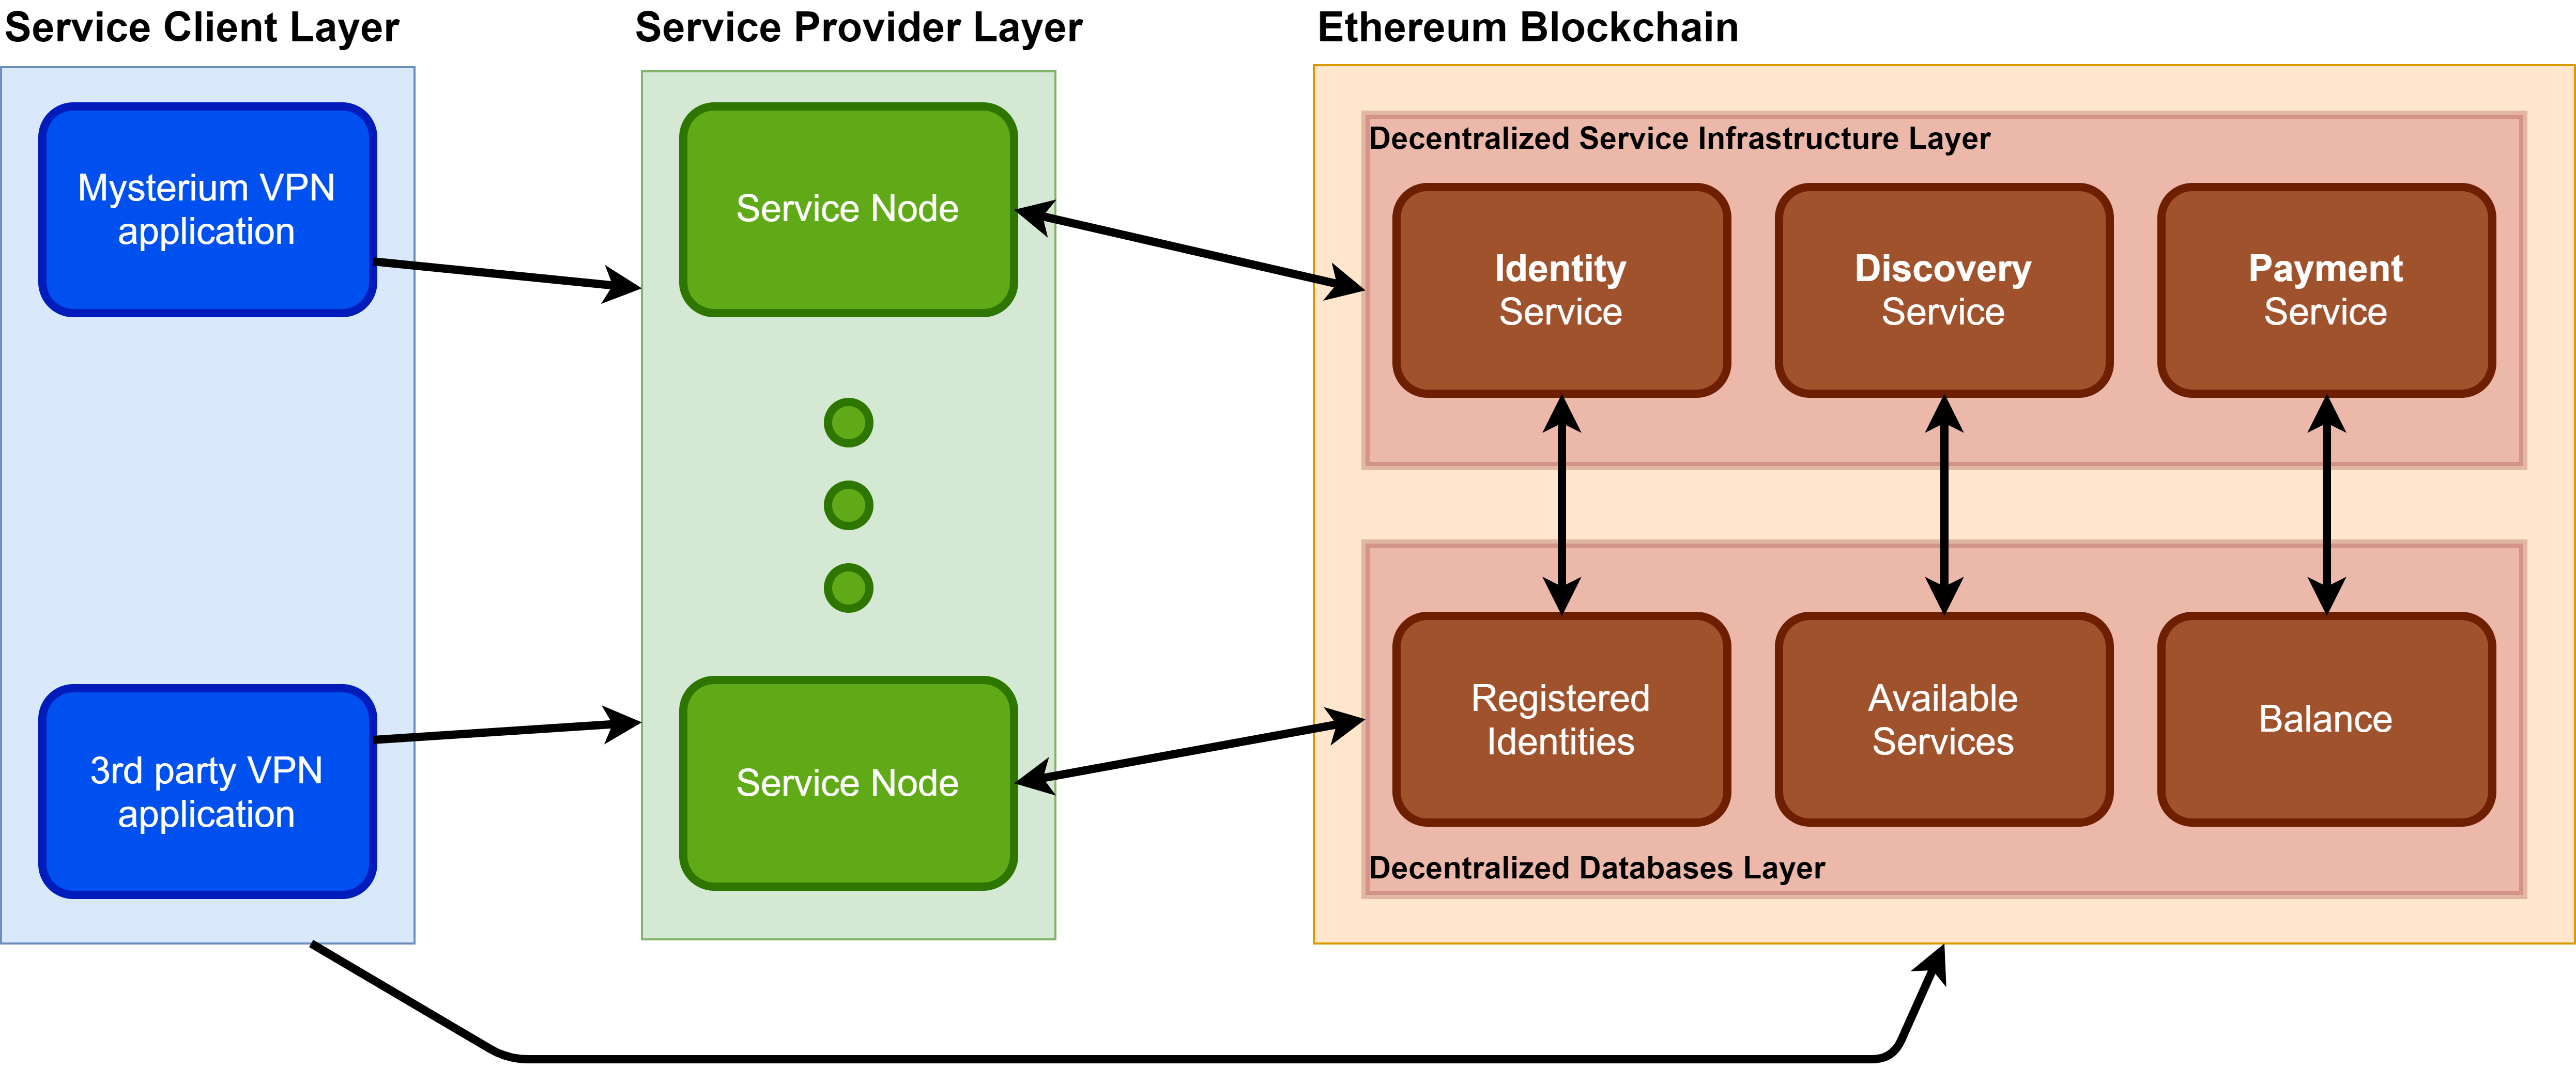 Service Client Layer
Service Provider Layer
Ethereum Blockchain
Mysterium VPN
application
3rd party VPN
application
Service Node
Service Node
Decentralized Service Infrastructure Layer
Identity
Service
Discovery
Service
Payment
Service
Registered
Identities
Available
Services
Balance
Decentralized Databases Layer